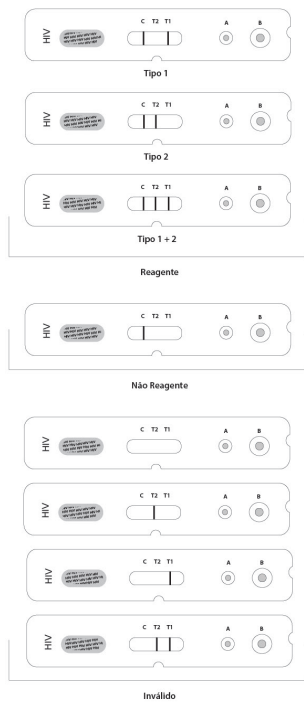 HIV
C T2 T1
A
B
Tipo 1
HIV
C T2 T1
A
B
Tipo 2
HIV
C T2 T1
A
B
Tipo 1 + 2
Reagente
HIV
C T2 T1
A
B
Não Reagente
HIV
C T2 T1
A
B
HIV
C T2 T1
A
B
HIV
C T2 T1
A
B
HIV
C T2 T1
A
B
Inválido